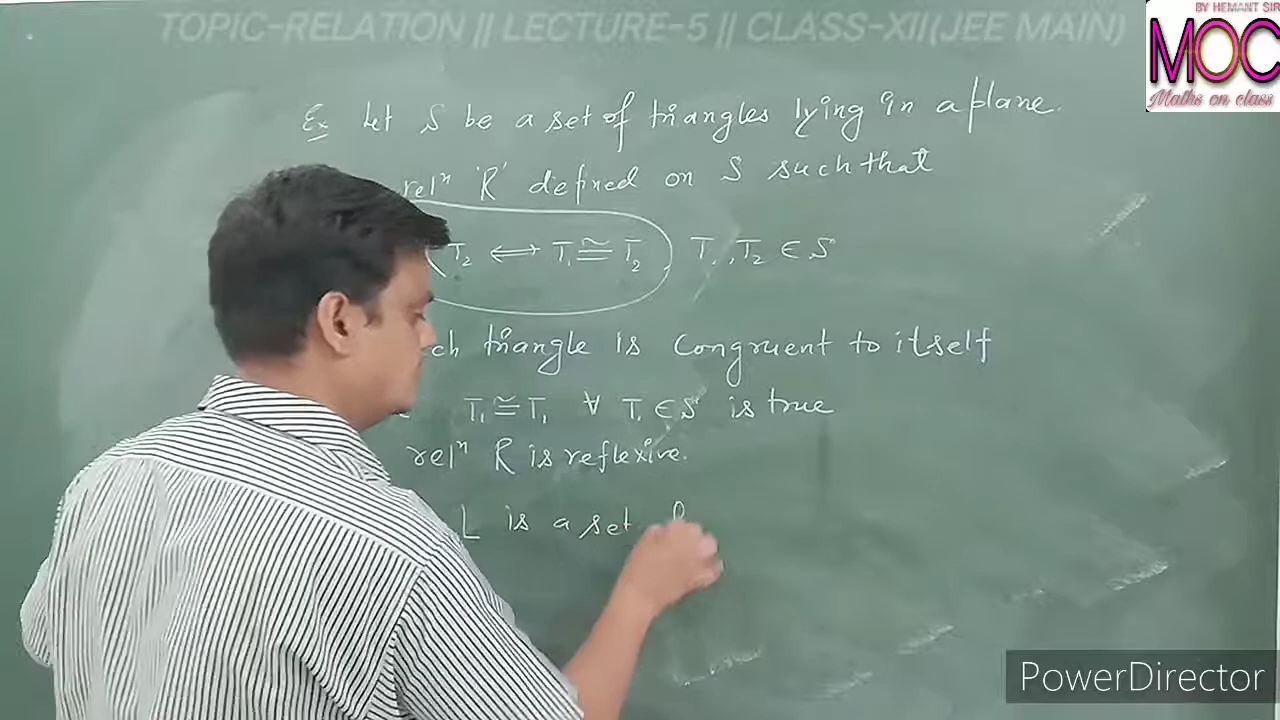 BY HEMANT SIR
TOPIC-RELATION || LECTURE-5 || CLASS-XII(JEE MAIN)
MOC
Maths on class
Ex Let S be a set of triangles lying in a plane.
relⁿ 'R' defined on S such that
T₂ ⟺ T₁ ≅ T₂ T₁, T₂ ∈ S
triangle is congruent to itself
T₁ ≅ T₁ ∀ T₁ ∈ S is true
relⁿ R is reflexive.
L is a set
PowerDirector